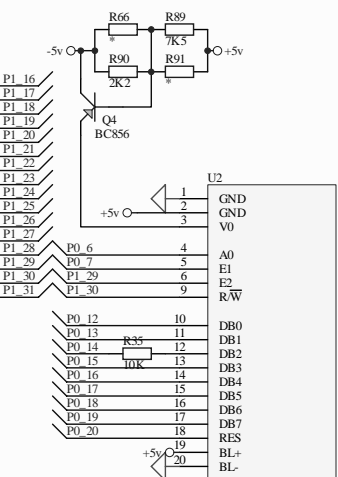 R66 R89
* 7K5
-5v +5v
R90 R91
2K2 *
Q4
BC856
P1_16
P1_17
P1_18
P1_19
P1_20
P1_21
P1_22
P1_23
P1_24
P1_25
P1_26
P1_27
P1_28 P0_6
P1_29 P0_7
P1_30 P1_29
P1_31 P1_30
U2
1 GND
+5v 2 GND
3 V0
4 A0
5 E1
6 E2
9 R/W
P0_12 10 DB0
P0_13 11 DB1
P0_14 R35 12 DB2
P0_15 10K 13 DB3
P0_16 14 DB4
P0_17 15 DB5
P0_18 16 DB6
P0_19 17 DB7
P0_20 18 RES
+5v 19 BL+
20 BL-